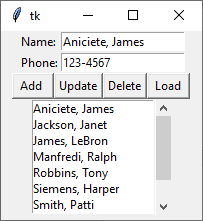 tk
Name: Aniciete, James
Phone: 123-4567
Add Update Delete Load
Aniciete, James
Jackson, Janet
James, LeBron
Manfredi, Ralph
Robbins, Tony
Siemens, Harper
Smith, Patti